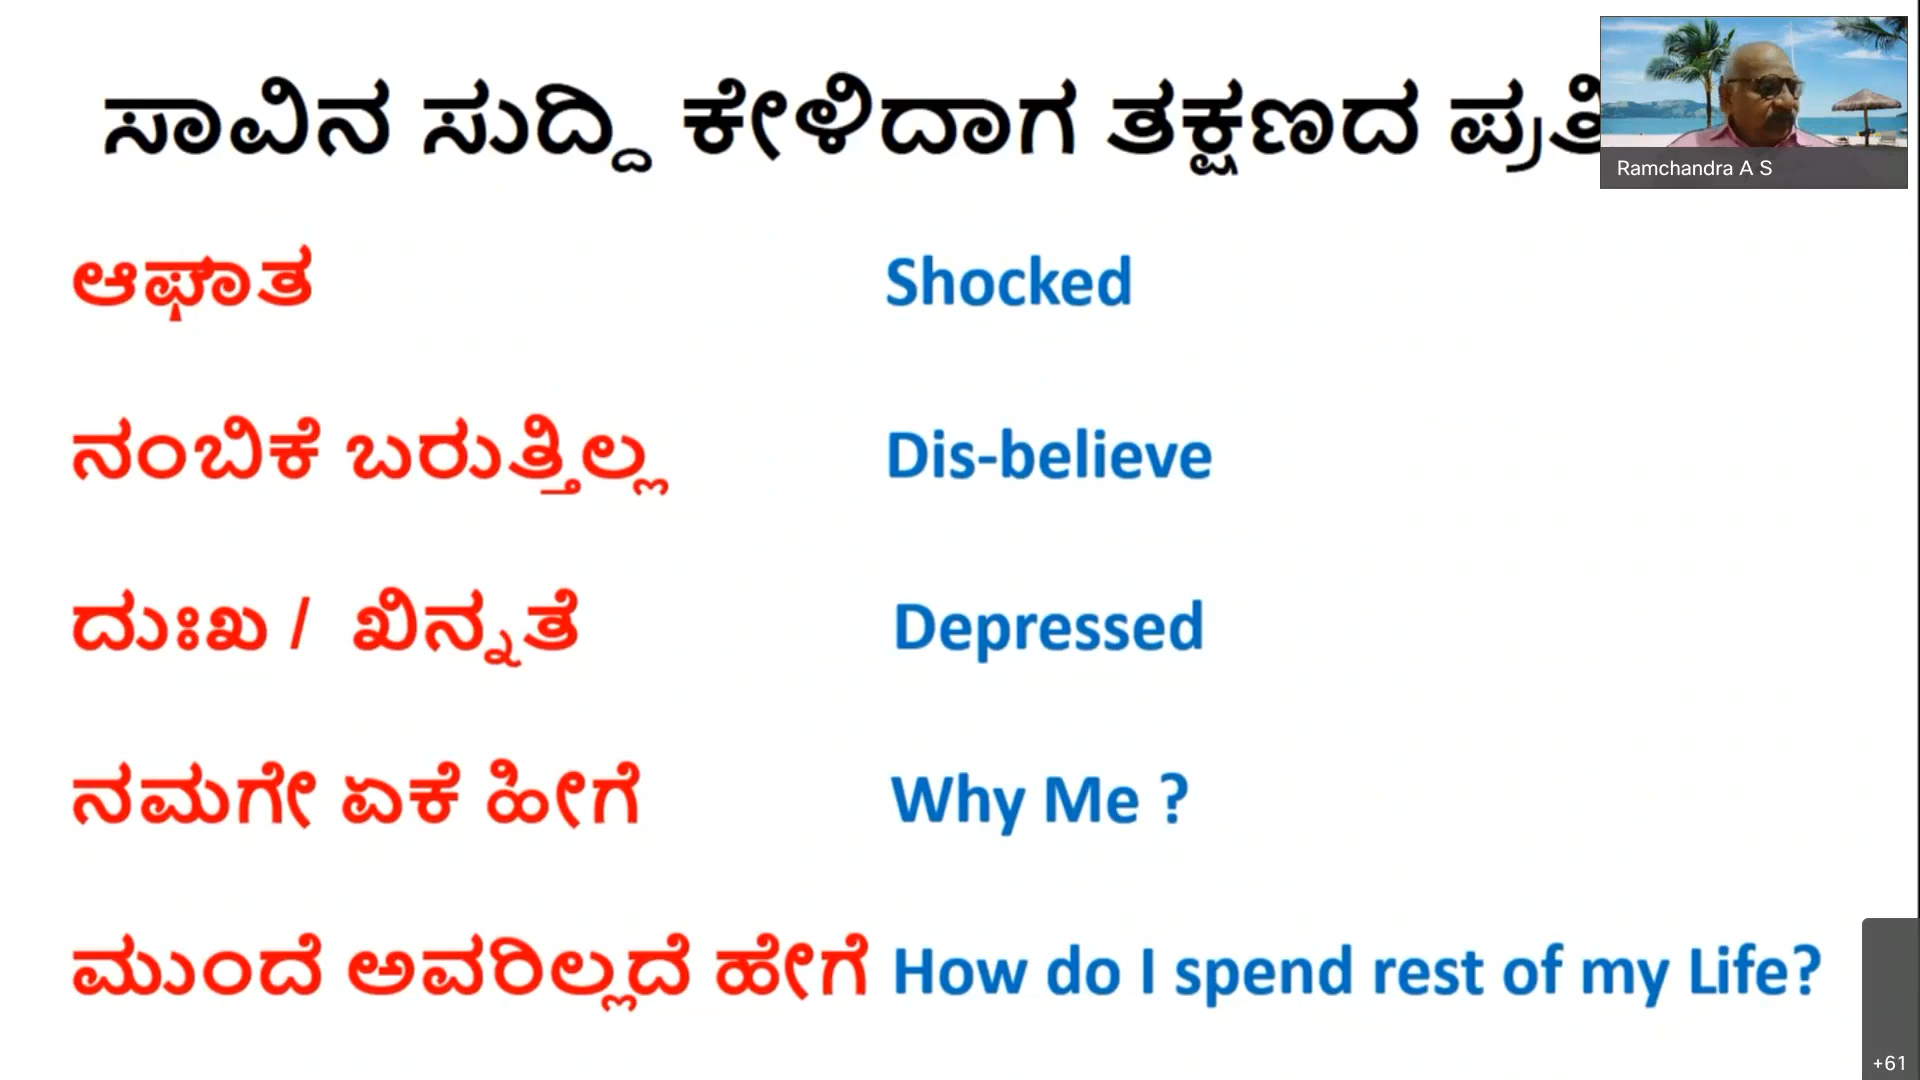 ಸಾವಿನ ಸುದ್ದಿ ಕೇಳಿದಾಗ ತಕ್ಷಣದ
Ramchandra A S
ಆಘಾತ Shocked
ನಂಬಿಕೆ ಬರುತ್ತಿಲ್ಲ Dis-believe
ದುಃಖ / ಖಿನ್ನತೆ Depressed
ನಮಗೇ ಏಕೆ ಹೀಗೆ Why Me ?
ಮುಂದೆ ಅವರಿಲ್ಲದೆ ಹೇಗೆ How do I spend rest of my Life?
+61